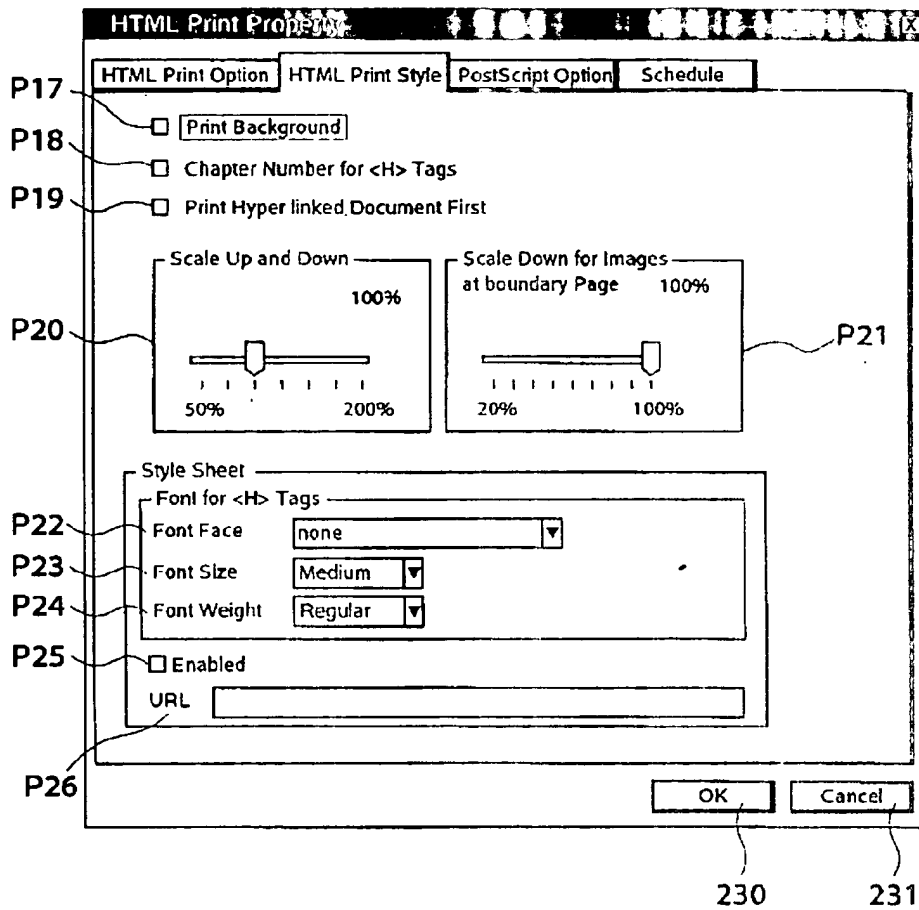 HTML Print Property
HTML Print Option HTML Print Style PostScript Option Schedule
P17
Print Background
P18
Chapter Number for <H> Tags
P19
Print Hyper linked Document First
Scale Up and Down
100%
P20
50% 200%
Scale Down for Images
at boundary Page 100%
P21
20% 100%
Style Sheet
Font for <H> Tags
P22 Font Face none
P23 Font Size Medium
P24 Font Weight Regular
P25 Enabled
URL
P26
OK Cancel
230 231